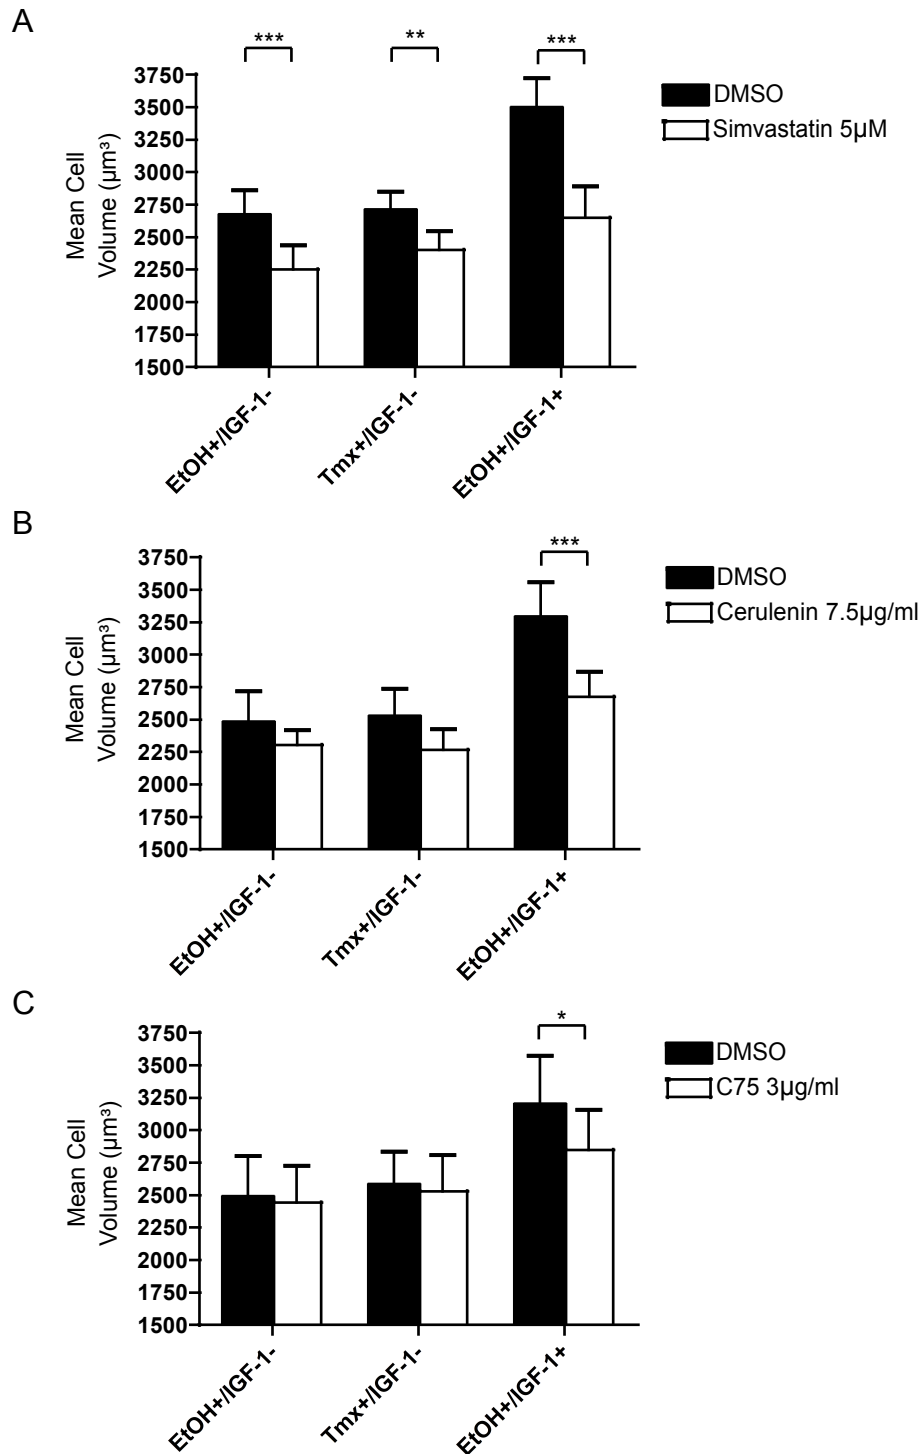 A
*** ** ***
3750
3500
3250
3000
2750
2500
2250
2000
1750
1500
Mean Cell
Volume (µm³)
DMSO
Simvastatin 5µM
EtOH+/IGF-1-
Tmx+/IGF-1-
EtOH+/IGF-1+
B
***
3750
3500
3250
3000
2750
2500
2250
2000
1750
1500
Mean Cell
Volume (µm³)
DMSO
Cerulenin 7.5µg/ml
EtOH+/IGF-1-
Tmx+/IGF-1-
EtOH+/IGF-1+
C
*
3750
3500
3250
3000
2750
2500
2250
2000
1750
1500
Mean Cell
Volume (µm³)
DMSO
C75 3µg/ml
EtOH+/IGF-1-
Tmx+/IGF-1-
EtOH+/IGF-1+